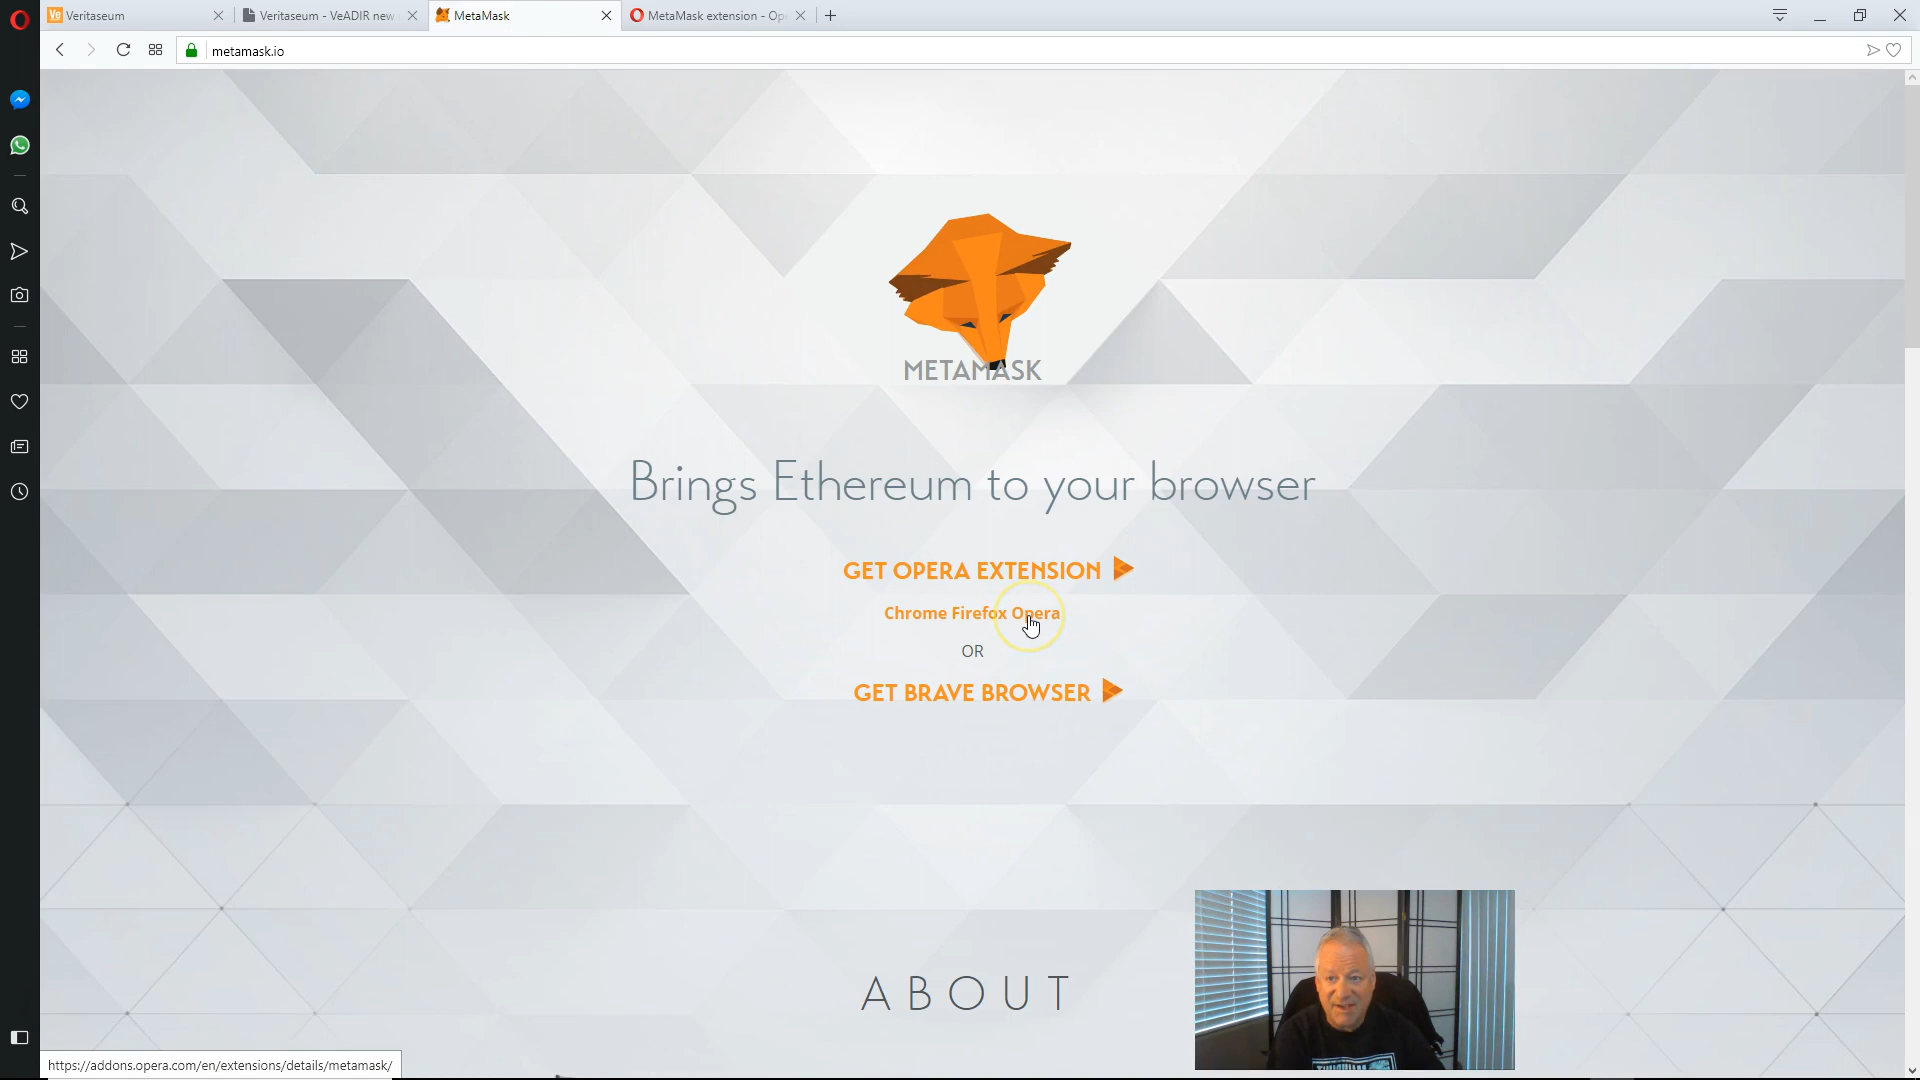 Veritaseum
Veritaseum - VeADIR new
MetaMask
MetaMask extension - Op
metamask.io
METAMASK
Brings Ethereum to your browser
GET OPERA EXTENSION
Chrome Firefox Opera
OR
GET BRAVE BROWSER
ABOUT
https://addons.opera.com/en/extensions/details/metamask/